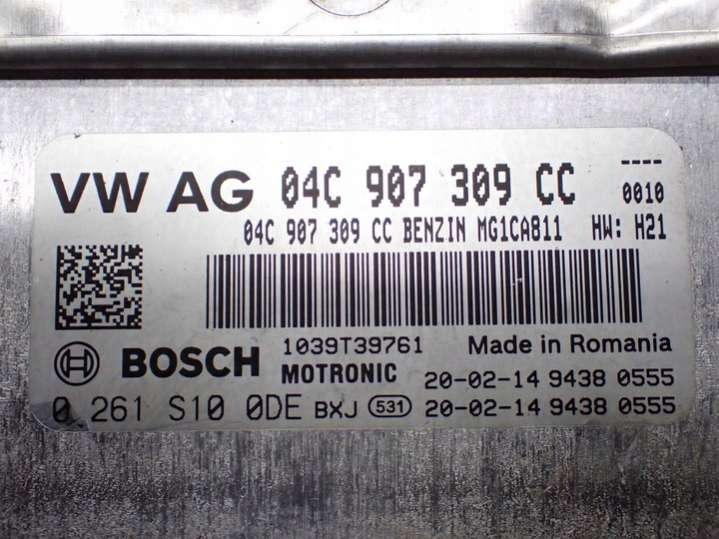 VW AG 04C 907 309 CC ----
0010
04C 907 309 CC BENZIN MG1CA811 HW: H21
BOSCH 1039T39761 Made in Romania
MOTRONIC 20-02-14 9438 0555
0 261 S10 0DE BXJ 531 20-02-14 9438 0555